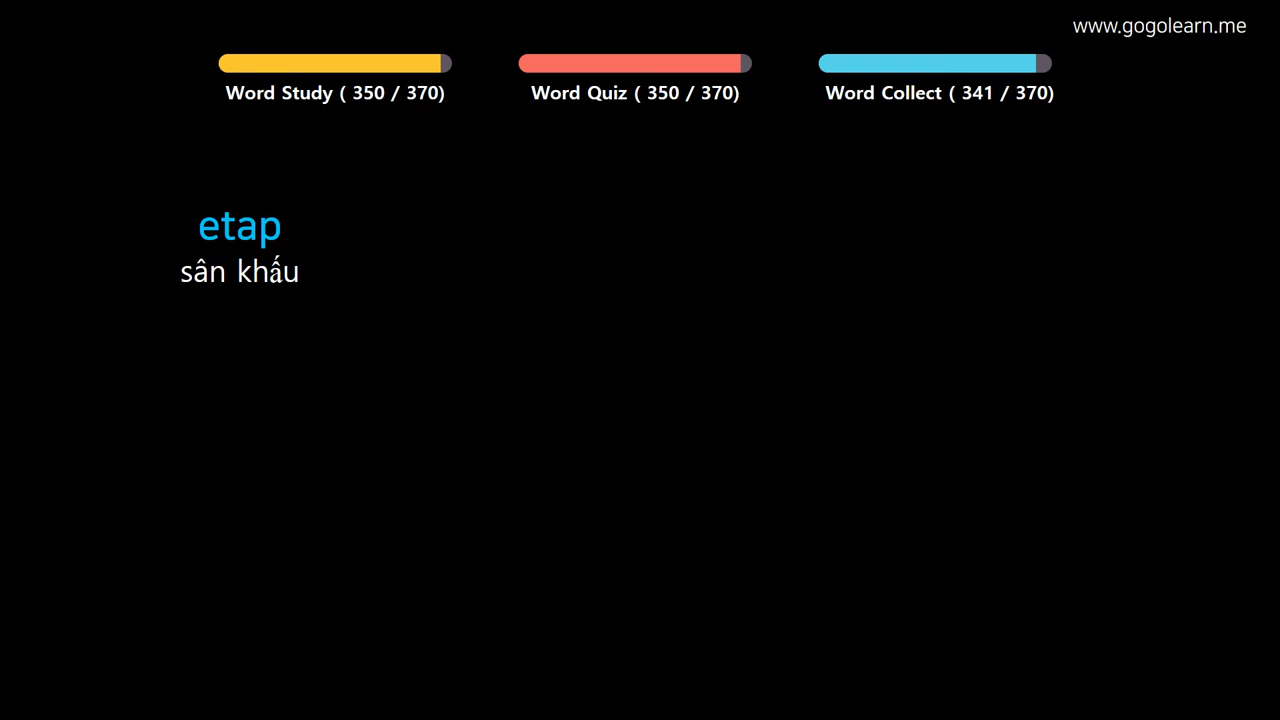 www.gogolearn.me
Word Study ( 350 / 370)
Word Quiz ( 350 / 370)
Word Collect ( 341 / 370)
etap
sân khấu